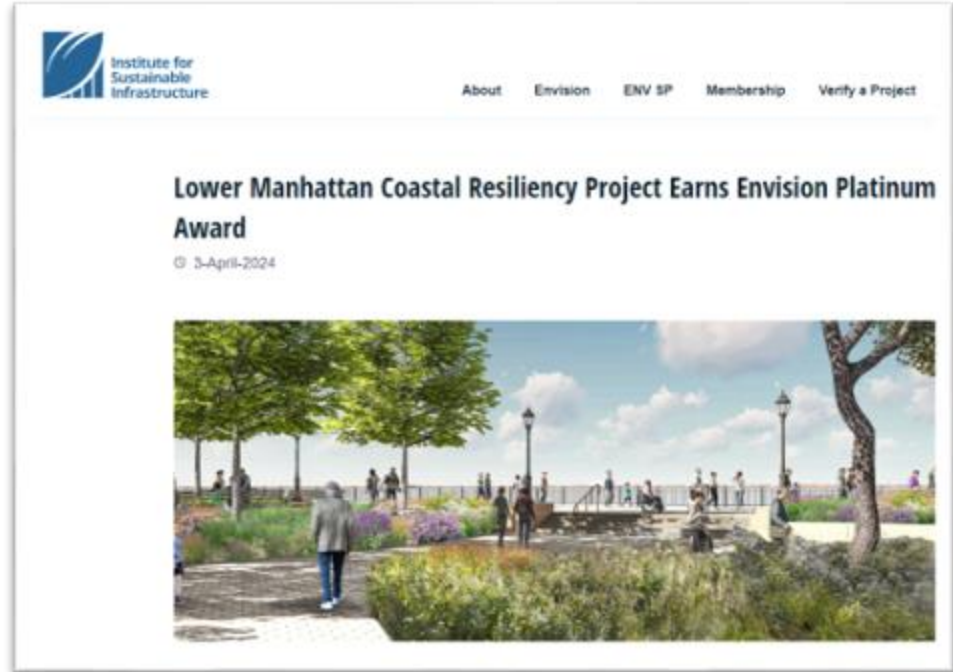 Institute for
Sustainable
Infrastructure
About Envision ENV SP Membership Verify a Project
Lower Manhattan Coastal Resiliency Project Earns Envision Platinum
Award
3-April-2024